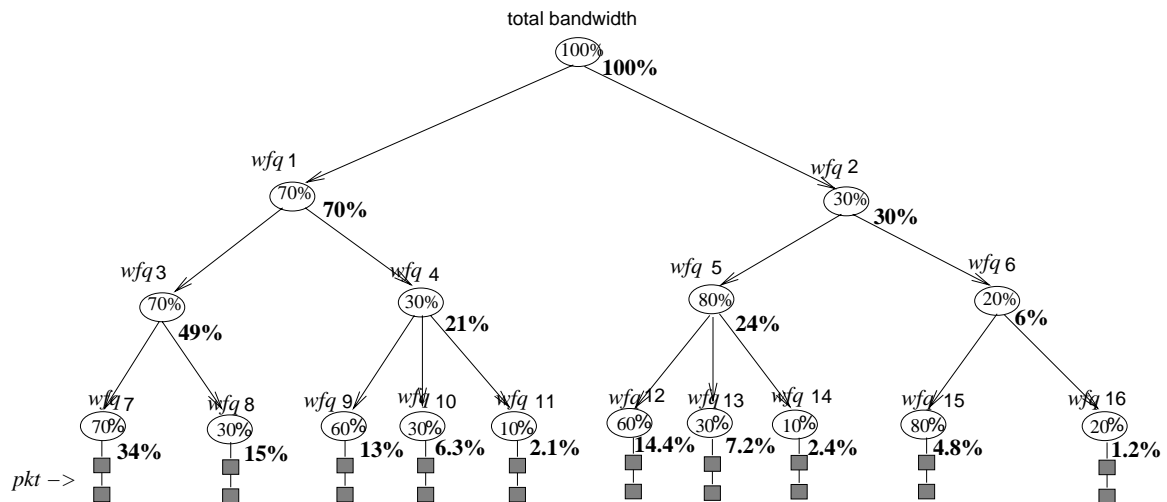 total bandwidth
100%
100%
wfq 1
wfq 2
70%
70%
30%
30%
wfq 3
wfq 4
wfq 5
wfq 6
70%
49%
30%
21%
80%
24%
20%
6%
wfq 7
wfq 8
wfq 9
wfq 10
wfq 11
wfq 12
wfq 13
wfq 14
wfq 15
wfq 16
70%
34%
30%
15%
60%
13%
30%
6.3%
10%
2.1%
60%
14.4%
30%
7.2%
10%
2.4%
80%
4.8%
20%
1.2%
pkt –>